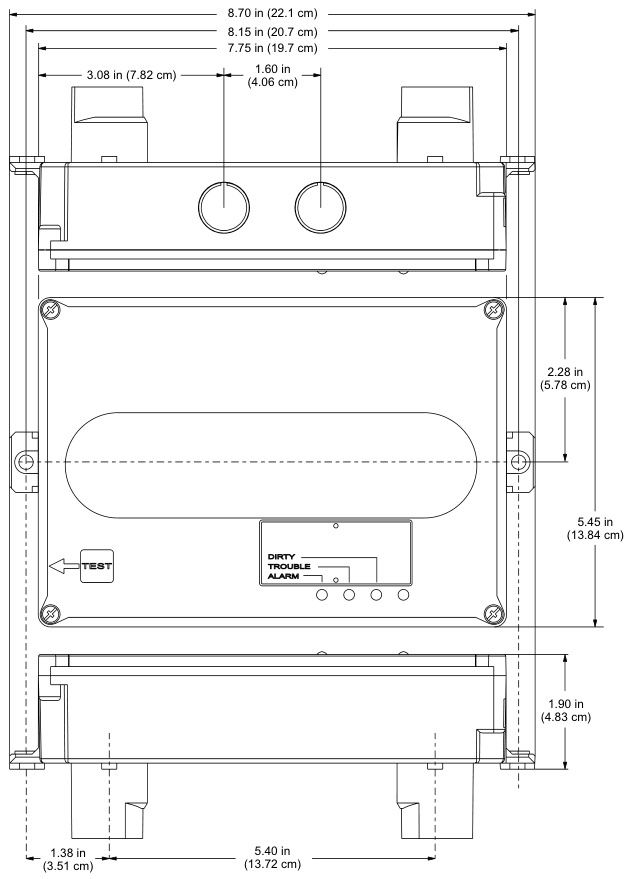 8.70 in (22.1 cm)
8.15 in (20.7 cm)
7.75 in (19.7 cm)
3.08 in (7.82 cm)
1.60 in
(4.06 cm)
2.28 in
(5.78 cm)
5.45 in
(13.84 cm)
DIRTY
TROUBLE
ALARM
TEST
1.90 in
(4.83 cm)
1.38 in
(3.51 cm)
5.40 in
(13.72 cm)